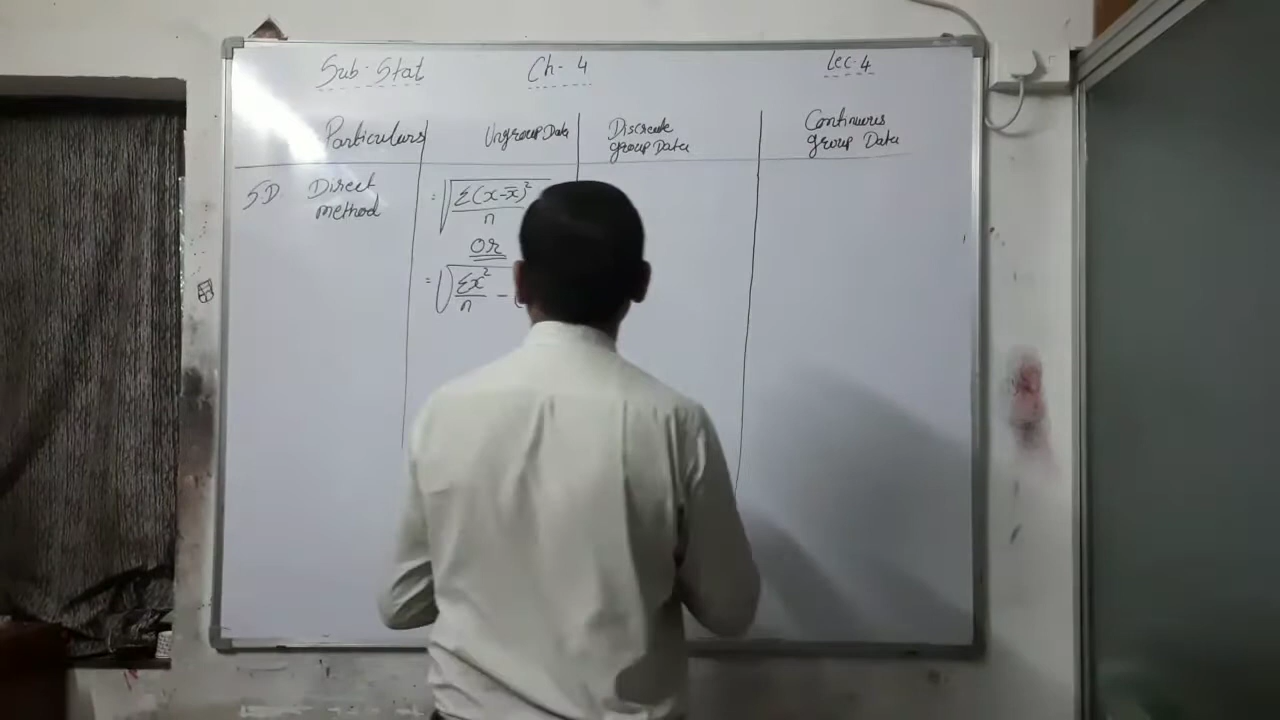 Sub-Stat Ch-4 Lec-4
Particulars Ungroup Data Discrete group Data Continuous group Data
S.D. Direct method = √Σ(x-x̄)²/n
OR
= √Σx²/n - (